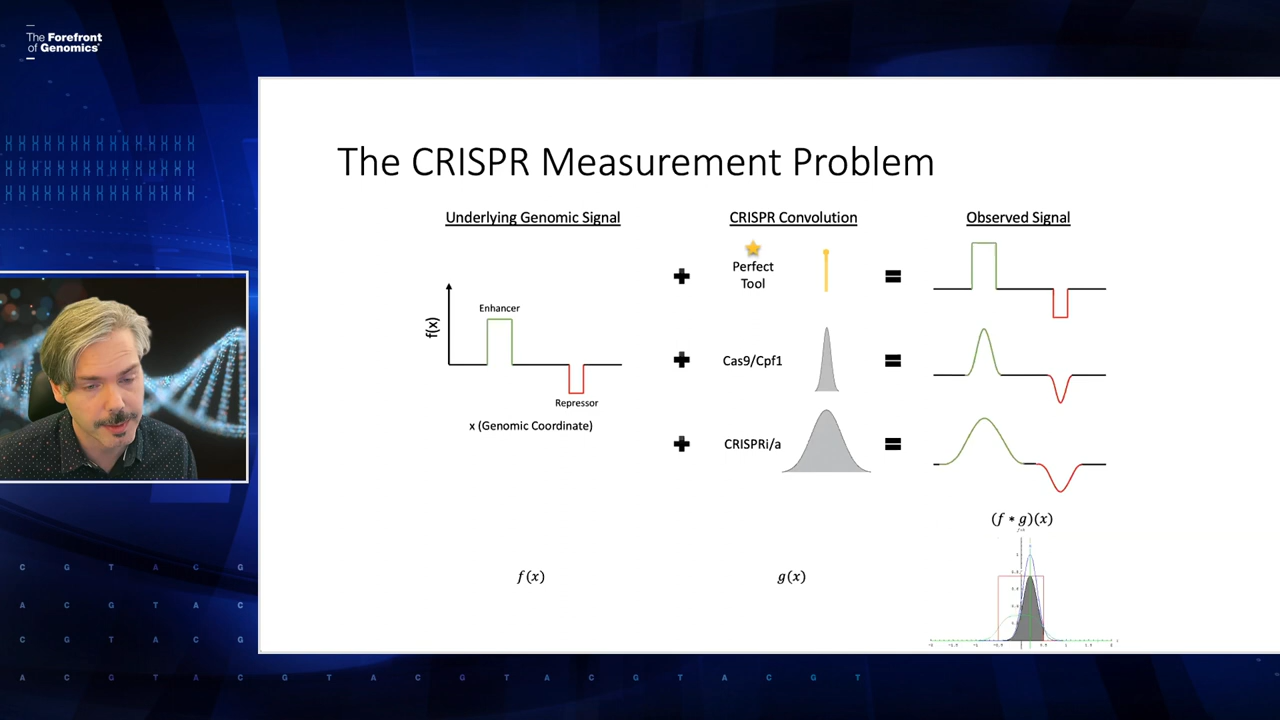 The Forefront
of Genomics®
The CRISPR Measurement Problem
Underlying Genomic Signal
CRISPR Convolution
Observed Signal
f(x)
Enhancer
Repressor
x (Genomic Coordinate)
+
Perfect
Tool
=
+
Cas9/Cpf1
=
+
CRISPRi/a
=
f(x)
g(x)
(f * g)(x)
C G T A C G
A C G T A C
C G T A C G
A C G T A C G T A C G T A C G T